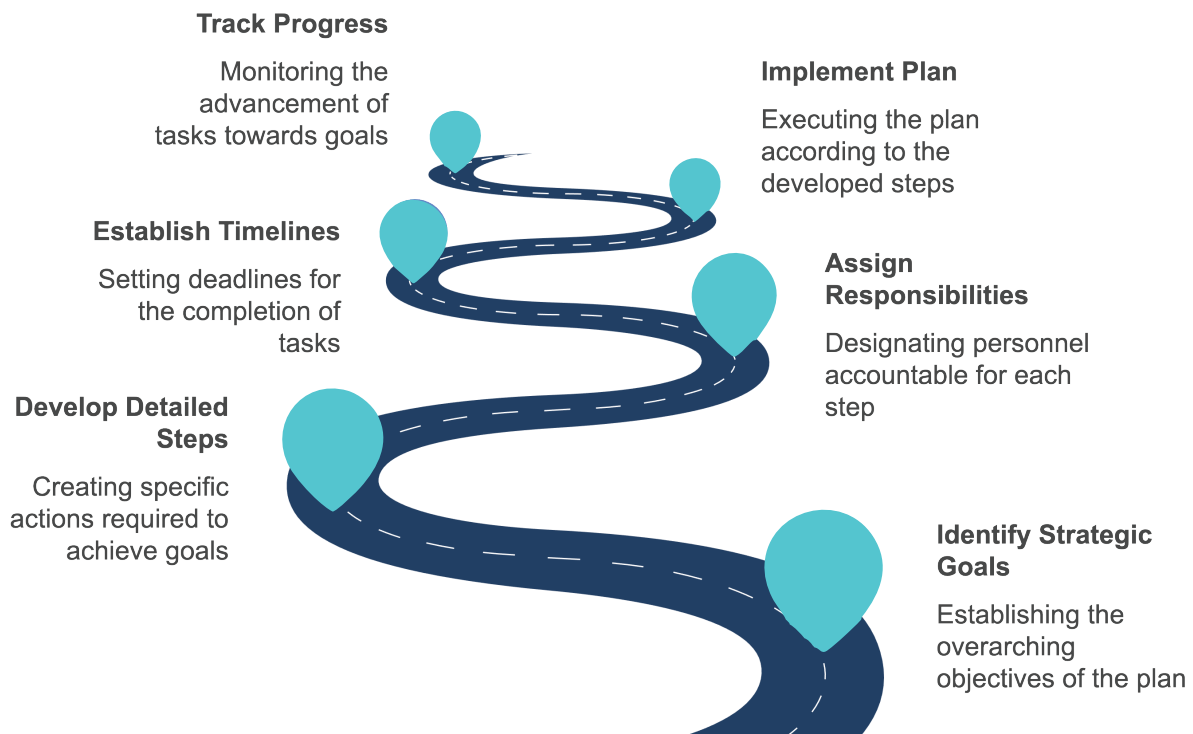 Track Progress
Monitoring the
advancement of
tasks towards goals
Implement Plan
Executing the plan
according to the
developed steps
Establish Timelines
Setting deadlines for
the completion of
tasks
Assign
Responsibilities
Designating personnel
accountable for each
step
Develop Detailed
Steps
Creating specific
actions required to
achieve goals
Identify Strategic
Goals
Establishing the
overarching
objectives of the plan